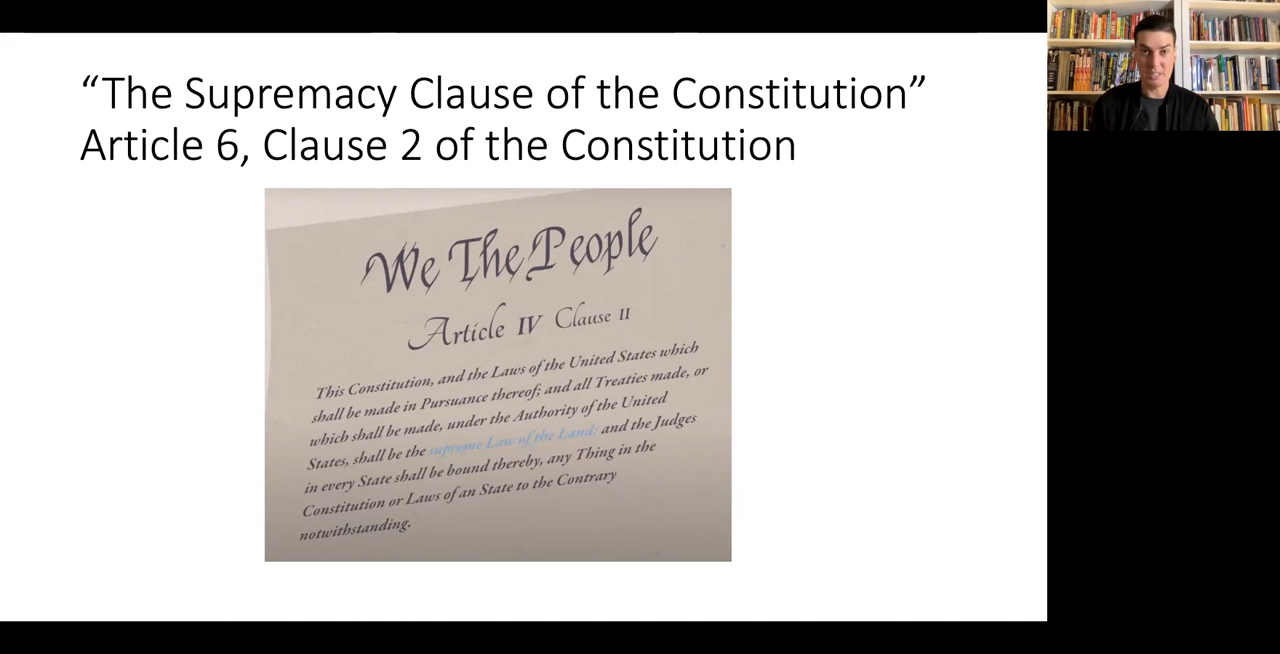 “The Supremacy Clause of the Constitution”
Article 6, Clause 2 of the Constitution
We The People
Article IV Clause II
This Constitution, and the Laws of the United States which
shall be made in Pursuance thereof; and all Treaties made, or
which shall be made, under the Authority of the United
States, shall be the supreme Law of the Land; and the Judges
in every State shall be bound thereby, any Thing in the
Constitution or Laws of an State to the Contrary
notwithstanding.